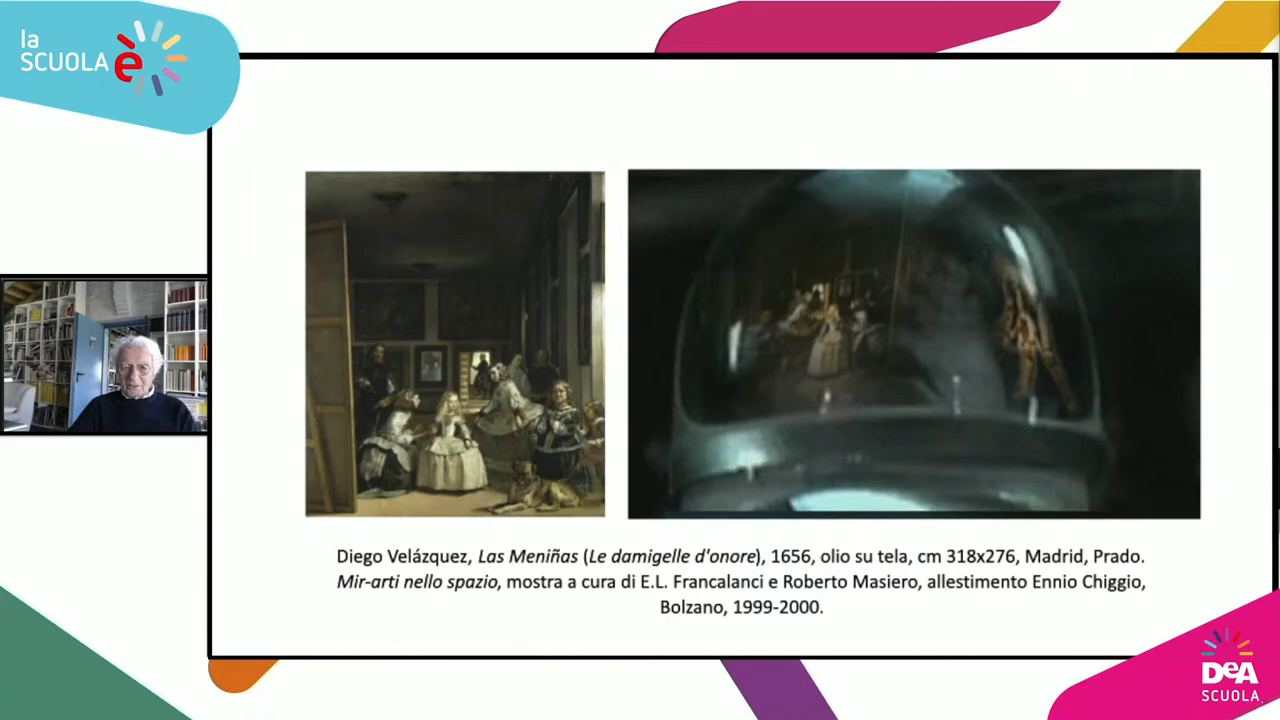 la
SCUOLA è
Diego Velázquez, Las Meniñas (Le damigelle d'onore), 1656, olio su tela, cm 318x276, Madrid, Prado.
Mir-arti nello spazio, mostra a cura di E.L. Francalanci e Roberto Masiero, allestimento Ennio Chiggio,
Bolzano, 1999-2000.
DeA
SCUOLA